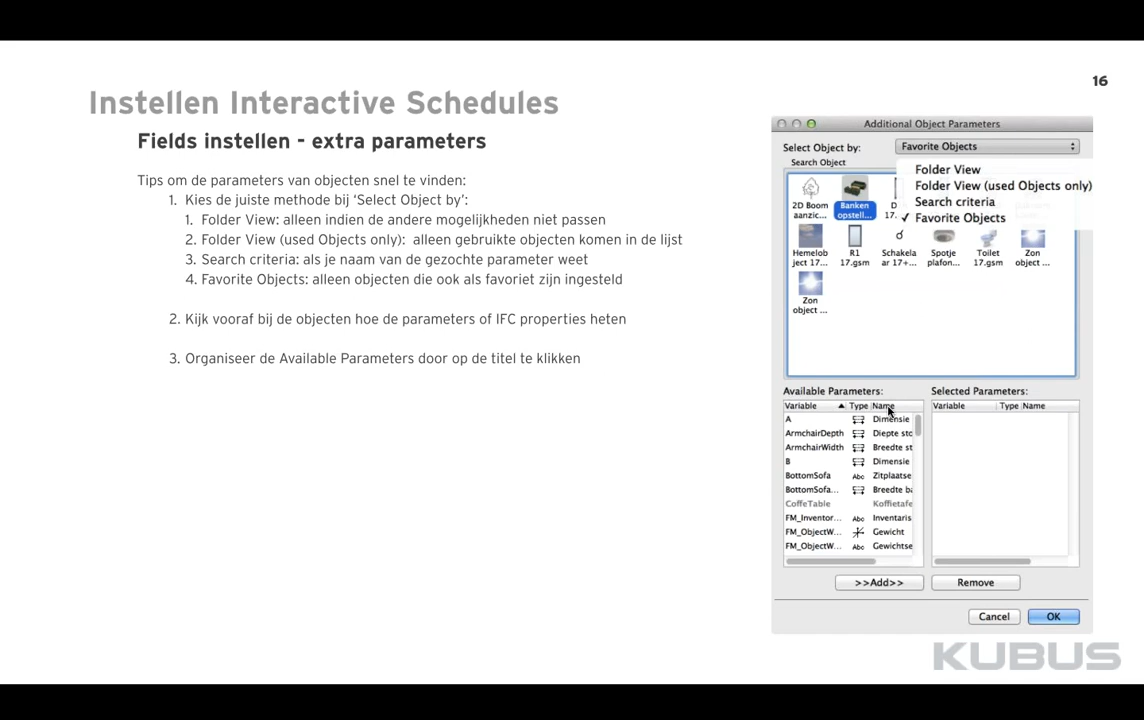 16
Instellen Interactive Schedules
Fields instellen - extra parameters
Tips om de parameters van objecten snel te vinden:
1. Kies de juiste methode bij ‘Select Object by’:
1. Folder View: alleen indien de andere mogelijkheden niet passen
2. Folder View (used Objects only): alleen gebruikte objecten komen in de lijst
3. Search criteria: als je naam van de gezochte parameter weet
4. Favorite Objects: alleen objecten die ook als favoriet zijn ingesteld
2. Kijk vooraf bij de objecten hoe de parameters of IFC properties heten
3. Organiseer de Available Parameters door op de titel te klikken
Additional Object Parameters
Select Object by: Favorite Objects
Search Object
Folder View
Folder View (used Objects only)
Search criteria
✓ Favorite Objects
2D Boom aanzic...
Banken opstell...
D 17.
Hemelob ject 17...
R1 17.gsm
Schakela ar 17+...
Spotje plafon...
Toilet 17.gsm
Zon object ...
Zon object ...
Available Parameters: Selected Parameters:
Variable Type Name Variable Type Name
A Dimensie
ArmchairDepth Diepte sto
ArmchairWidth Breedte st
B Dimensie
BottomSofa Abc Zitplaatse
BottomSofa... Breedte ba
CoffeTable Koffietafe
FM_Inventor... Abc Inventaris
FM_ObjectW... Gewicht
FM_ObjectW... Abc Gewichtse
>>Add>> Remove
Cancel OK
KUBUS